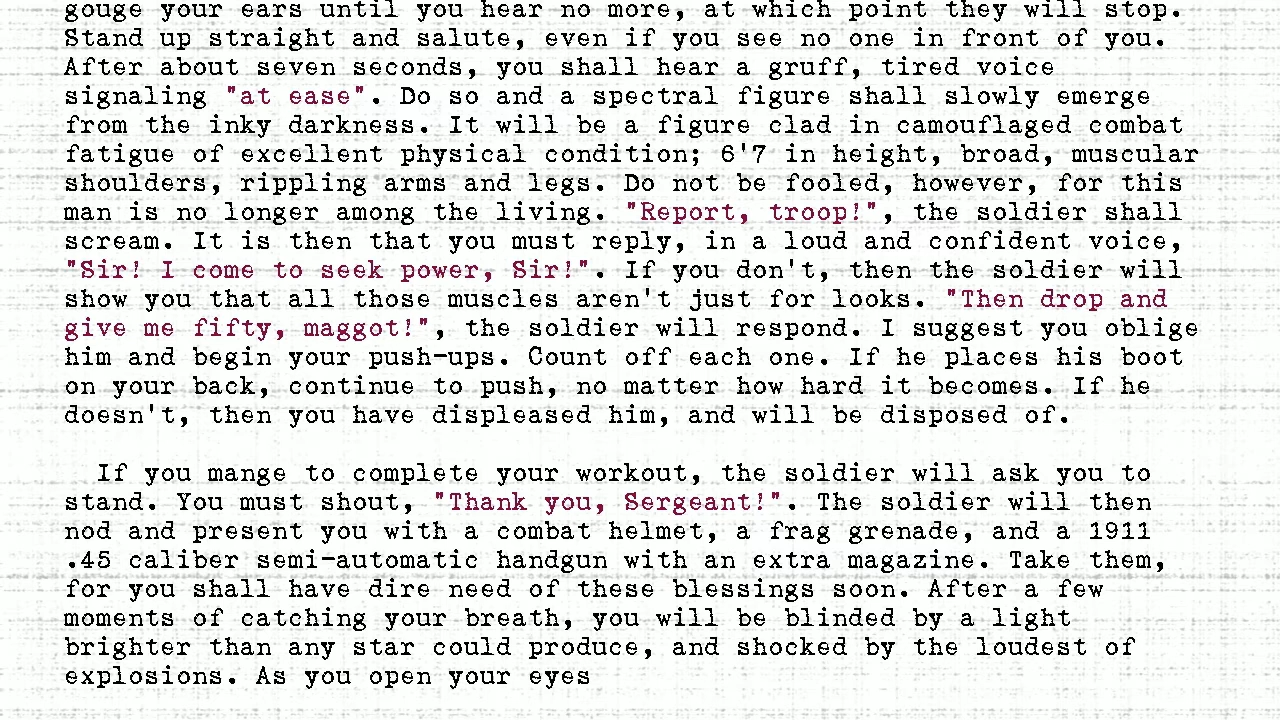 gouge your ears until you hear no more, at which point they will stop.
Stand up straight and salute, even if you see no one in front of you.
After about seven seconds, you shall hear a gruff, tired voice
signaling "at ease". Do so and a spectral figure shall slowly emerge
from the inky darkness. It will be a figure clad in camouflaged combat
fatigue of excellent physical condition; 6'7 in height, broad, muscular
shoulders, rippling arms and legs. Do not be fooled, however, for this
man is no longer among the living. "Report, troop!", the soldier shall
scream. It is then that you must reply, in a loud and confident voice,
"Sir! I come to seek power, Sir!". If you don't, then the soldier will
show you that all those muscles aren't just for looks. "Then drop and
give me fifty, maggot!", the soldier will respond. I suggest you oblige
him and begin your push-ups. Count off each one. If he places his boot
on your back, continue to push, no matter how hard it becomes. If he
doesn't, then you have displeased him, and will be disposed of.
If you mange to complete your workout, the soldier will ask you to
stand. You must shout, "Thank you, Sergeant!". The soldier will then
nod and present you with a combat helmet, a frag grenade, and a 1911
.45 caliber semi-automatic handgun with an extra magazine. Take them,
for you shall have dire need of these blessings soon. After a few
moments of catching your breath, you will be blinded by a light
brighter than any star could produce, and shocked by the loudest of
explosions. As you open your eyes